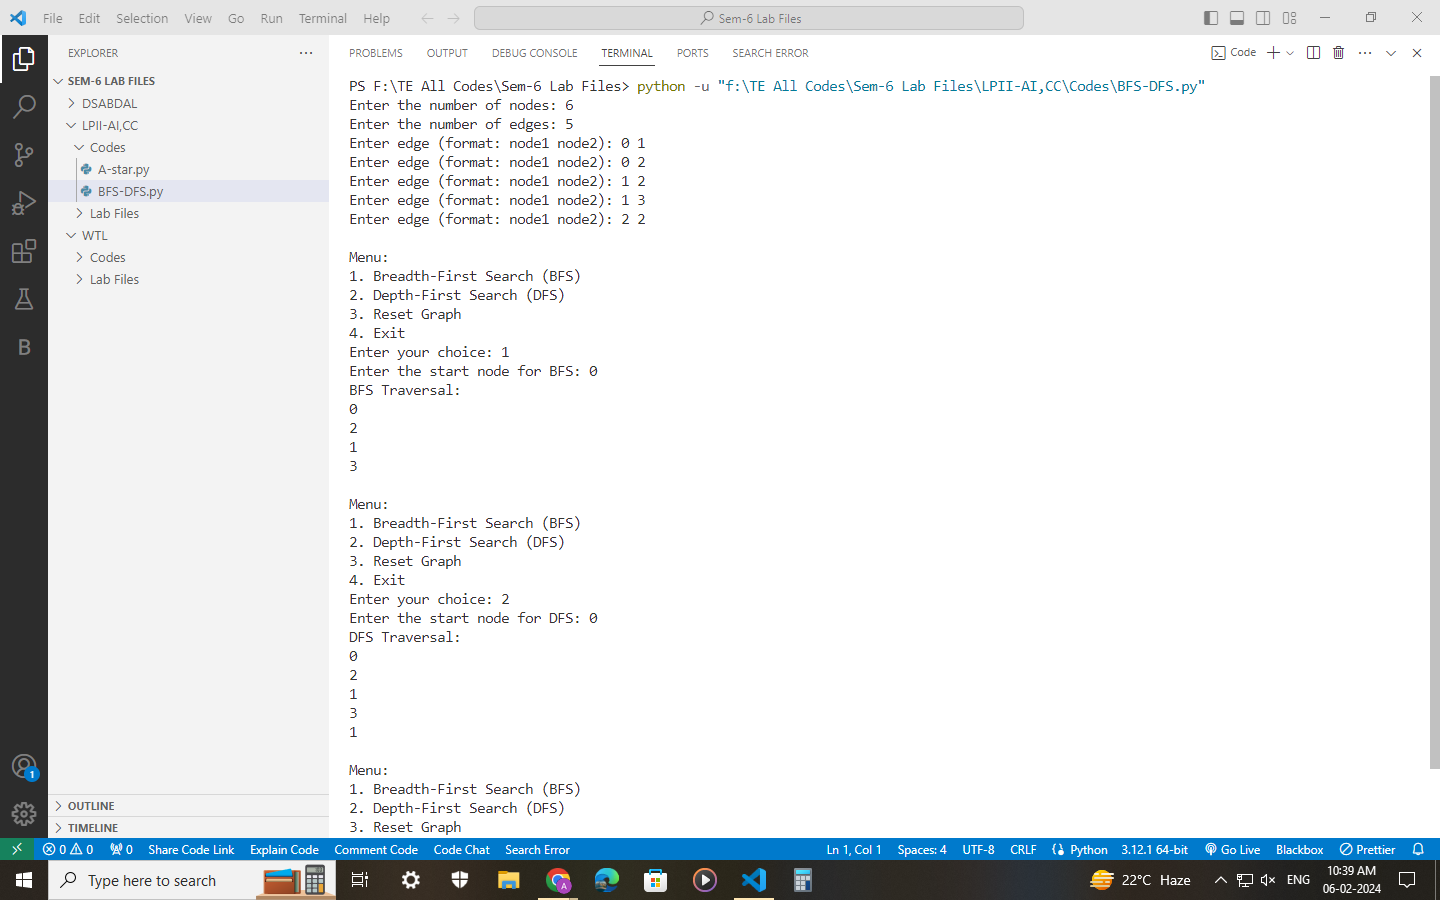 File Edit Selection View Go Run Terminal Help
Sem-6 Lab Files
EXPLORER
SEM-6 LAB FILES
DSABDAL
LPII-AI,CC
Codes
A-star.py
BFS-DFS.py
Lab Files
WTL
Codes
Lab Files
OUTLINE
TIMELINE
B
1
PROBLEMS OUTPUT DEBUG CONSOLE TERMINAL PORTS SEARCH ERROR
Code
PS F:\TE All Codes\Sem-6 Lab Files> python -u "f:\TE All Codes\Sem-6 Lab Files\LPII-AI,CC\Codes\BFS-DFS.py"
Enter the number of nodes: 6
Enter the number of edges: 5
Enter edge (format: node1 node2): 0 1
Enter edge (format: node1 node2): 0 2
Enter edge (format: node1 node2): 1 2
Enter edge (format: node1 node2): 1 3
Enter edge (format: node1 node2): 2 2
Menu:
1. Breadth-First Search (BFS)
2. Depth-First Search (DFS)
3. Reset Graph
4. Exit
Enter your choice: 1
Enter the start node for BFS: 0
BFS Traversal:
0
2
1
3
Menu:
1. Breadth-First Search (BFS)
2. Depth-First Search (DFS)
3. Reset Graph
4. Exit
Enter your choice: 2
Enter the start node for DFS: 0
DFS Traversal:
0
2
1
3
1
Menu:
1. Breadth-First Search (BFS)
2. Depth-First Search (DFS)
3. Reset Graph
0 0 0 Share Code Link Explain Code Comment Code Code Chat Search Error
Ln 1, Col 1 Spaces: 4 UTF-8 CRLF Python 3.12.1 64-bit Go Live Blackbox Prettier
Type here to search
A
22°C Haze
ENG
10:39 AM
06-02-2024